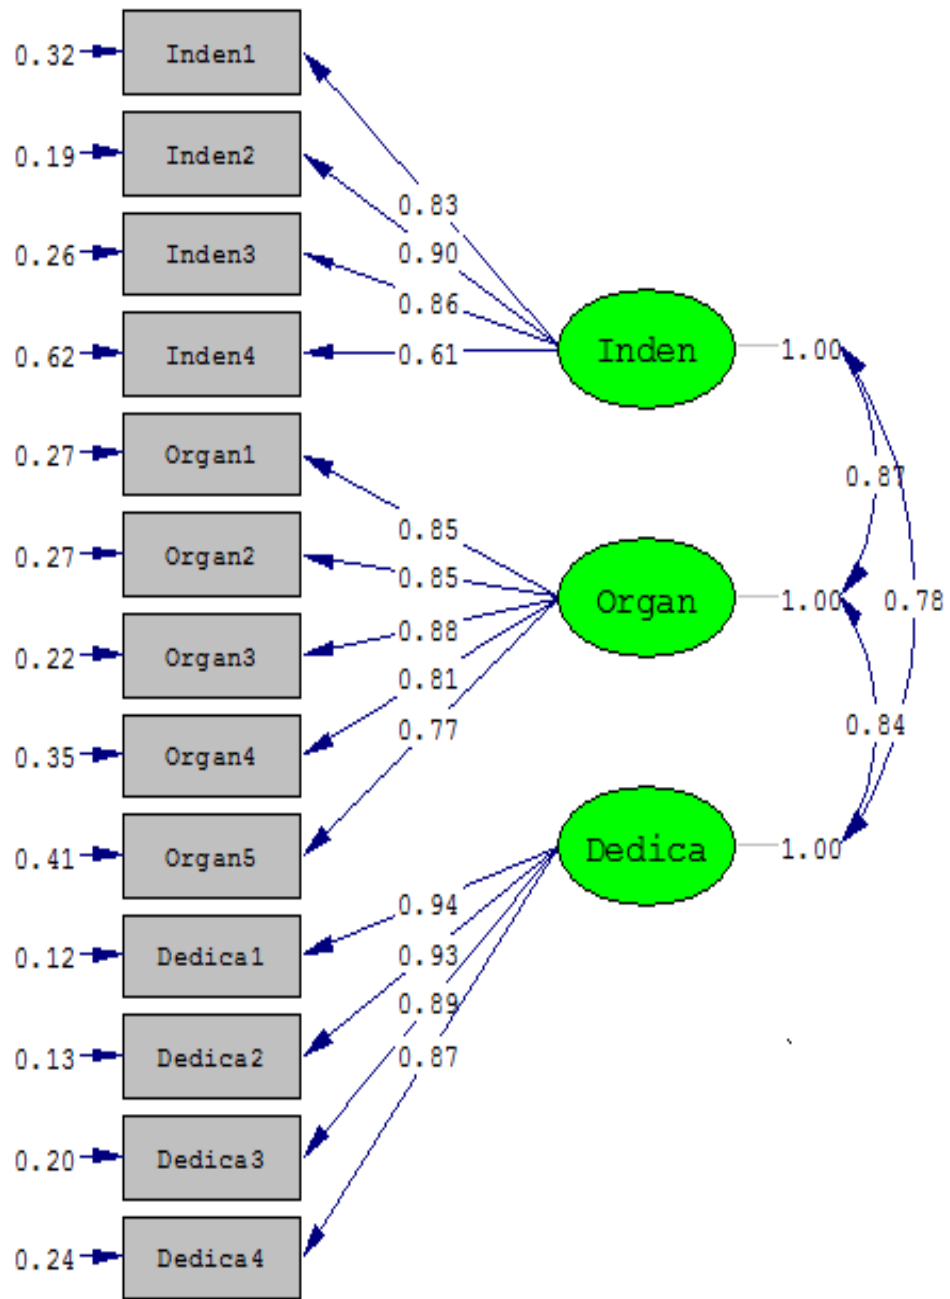 0.32 Inden1
0.19 Inden2
0.83
0.90
0.26 Inden3
0.86
0.62 Inden4 0.61 Inden 1.00
0.27 Organ1
0.87
0.85
0.27 Organ2
0.85
Organ 1.00 0.78
0.88
0.22 Organ3
0.81
0.77 0.84
0.35 Organ4
0.41 Organ5 Dedica 1.00
0.94
0.12 Dedica1 0.93
0.89
0.13 Dedica2 0.87
0.20 Dedica3
0.24 Dedica4